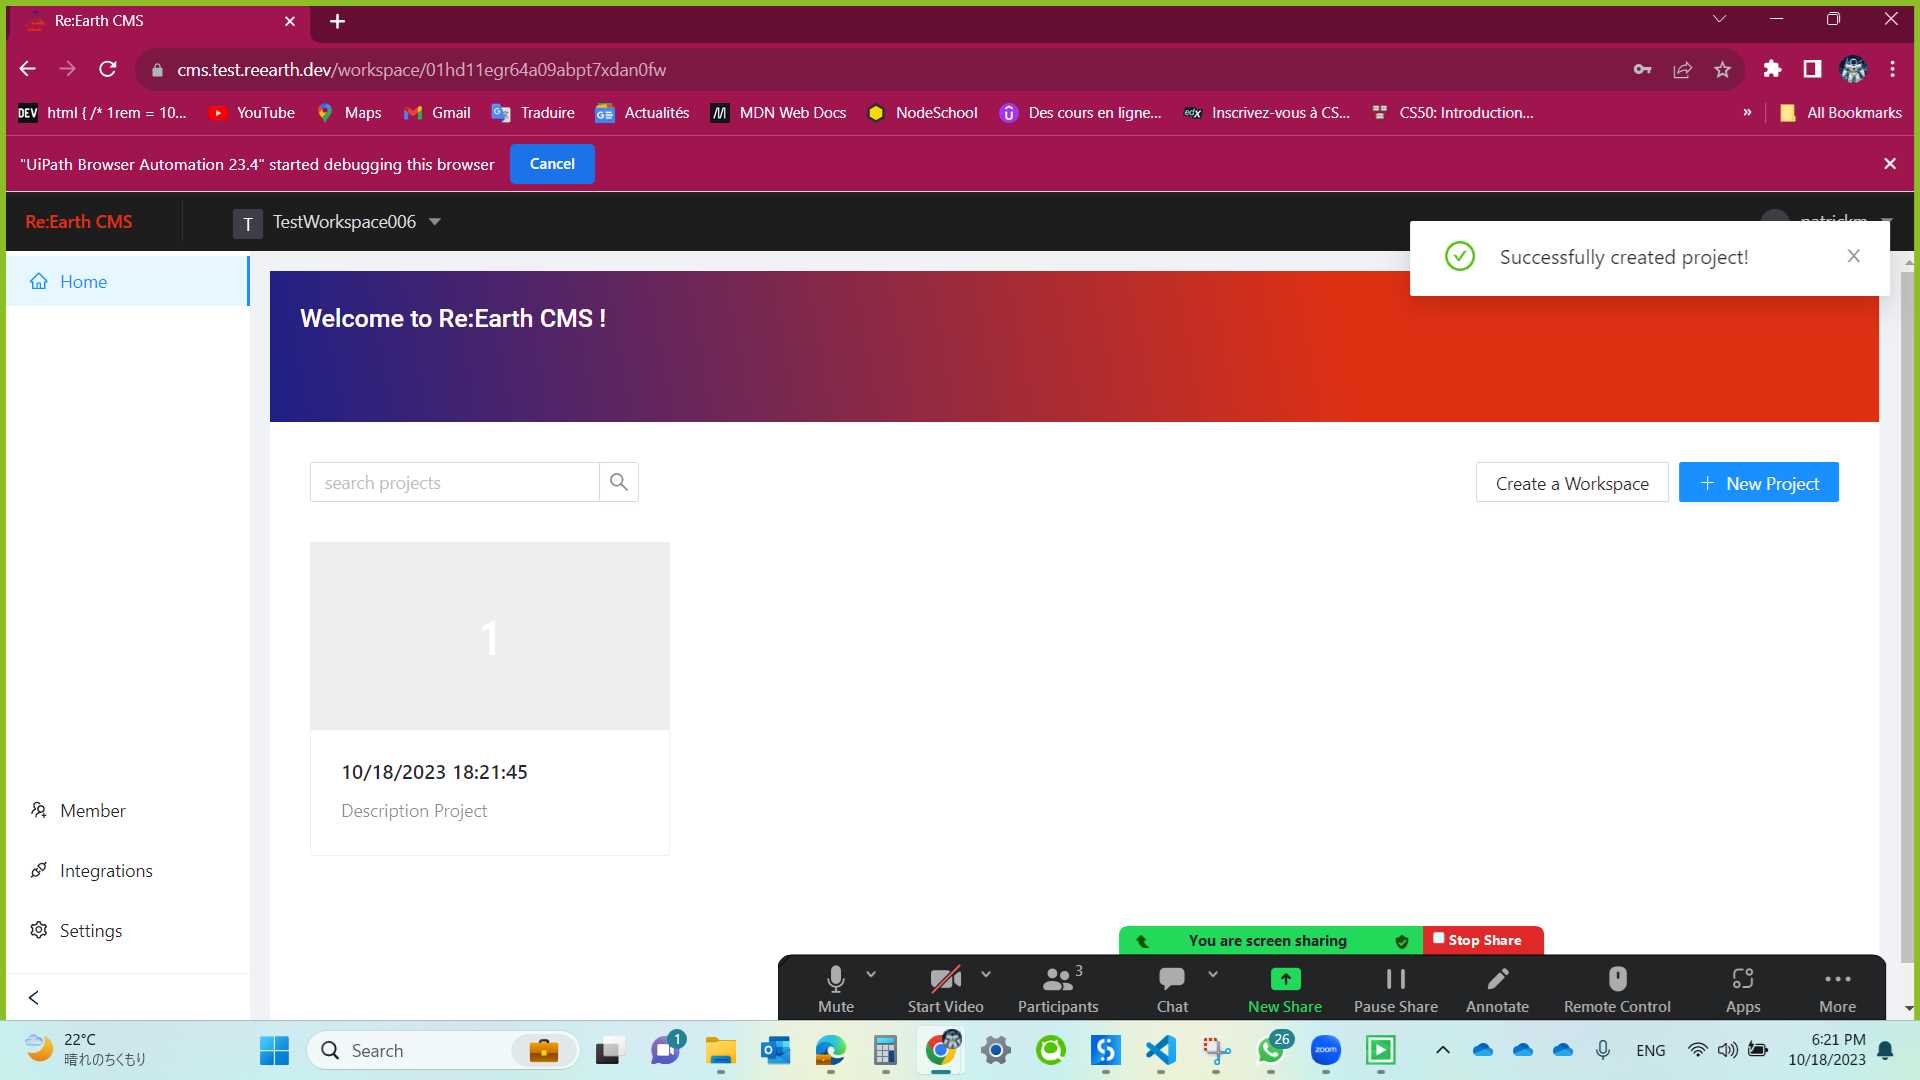 Re:Earth CMS
cms.test.reearth.dev/workspace/01hd11egr64a09abpt7xdan0fw
DEV html { /* 1rem = 10... YouTube Maps Gmail Traduire Actualités MDN Web Docs NodeSchool Des cours en ligne... edX Inscrivez-vous à CS... CS50: Introduction... » All Bookmarks
"UiPath Browser Automation 23.4" started debugging this browser Cancel
Re:Earth CMS T TestWorkspace006 patrickm
Successfully created project!
Home
Welcome to Re:Earth CMS !
search projects
Create a Workspace
+ New Project
1
10/18/2023 18:21:45
Description Project
Member
Integrations
Settings
You are screen sharing Stop Share
3
Mute Start Video Participants Chat New Share Pause Share Annotate Remote Control Apps More
22°C
晴れのちくもり
Search
1
26
zoom
ENG
6:21 PM
10/18/2023